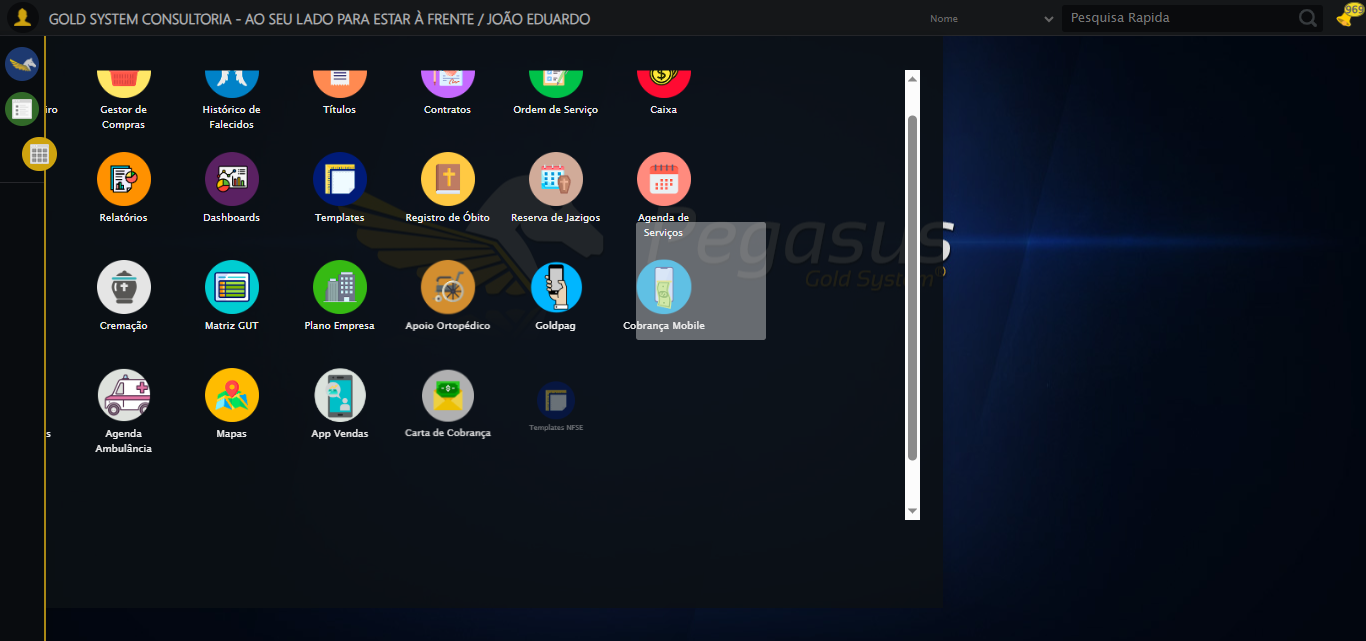 GOLD SYSTEM CONSULTORIA - AO SEU LADO PARA ESTAR À FRENTE / JOÃO EDUARDO
Nome
Pesquisa Rapida
969
iro
Gestor de
Compras
Histórico de
Falecidos
Títulos
Contratos
Ordem de Serviço
Caixa
Relatórios
Dashboards
Templates
Registro de Óbito
Reserva de Jazigos
Agenda de
Serviços
Pegasus
Gold System
Cremação
Matriz GUT
Plano Empresa
Apoio Ortopédico
Goldpag
Cobrança Mobile
s
Agenda
Ambulância
Mapas
App Vendas
Carta de Cobrança
Templates NFSE